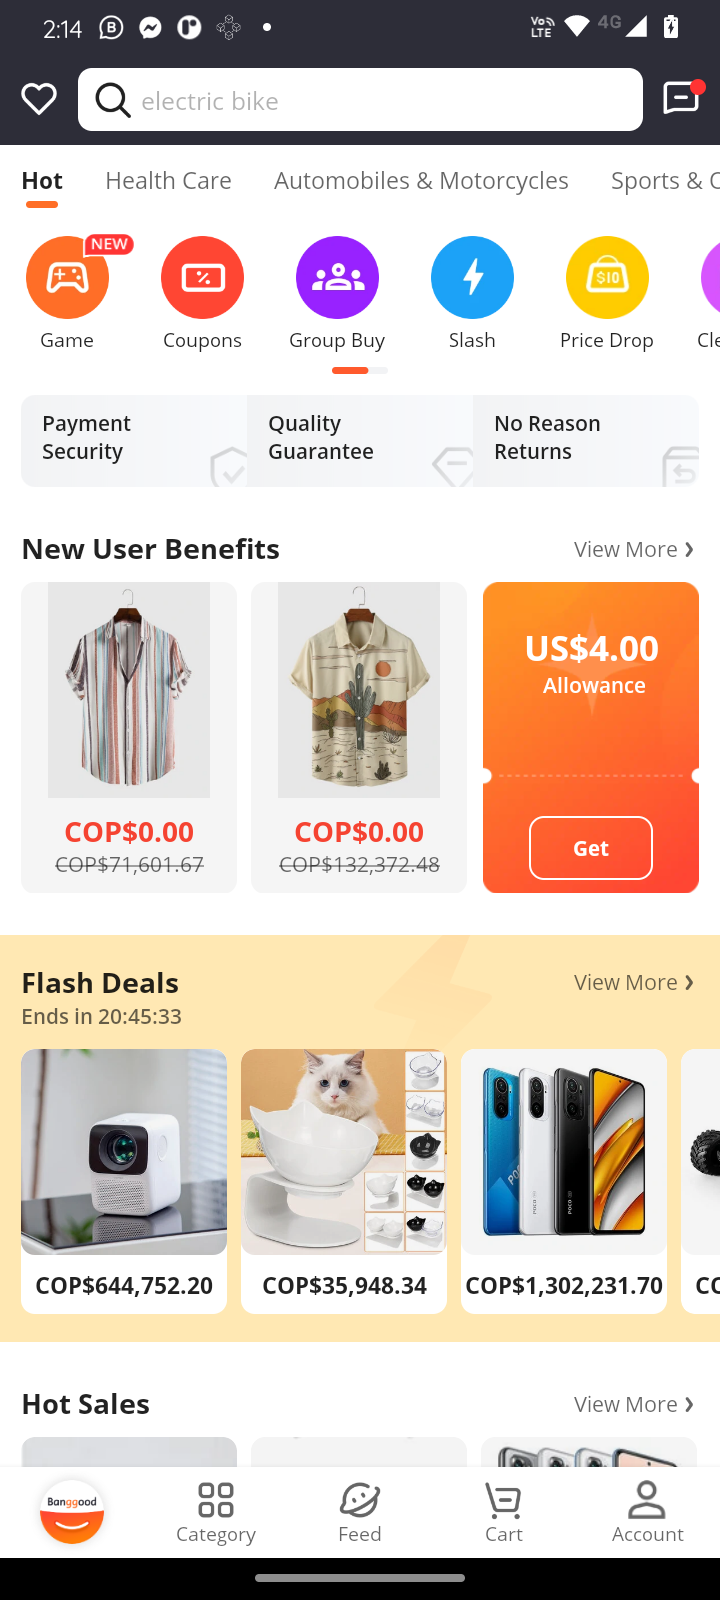 2:14
Vo
LTE
4G
electric bike
Hot
Health Care
Automobiles & Motorcycles
Sports &
NEW
Game
Coupons
Group Buy
Slash
$10
Price Drop
Cle
Payment
Security
Quality
Guarantee
No Reason
Returns
New User Benefits
View More
COP$0.00
COP$71,601.67
COP$0.00
COP$132,372.48
US$4.00
Allowance
Get
Flash Deals
View More
Ends in 20:45:33
COP$644,752.20
COP$35,948.34
COP$1,302,231.70
CO
Hot Sales
View More
Banggood
Category
Feed
Cart
Account